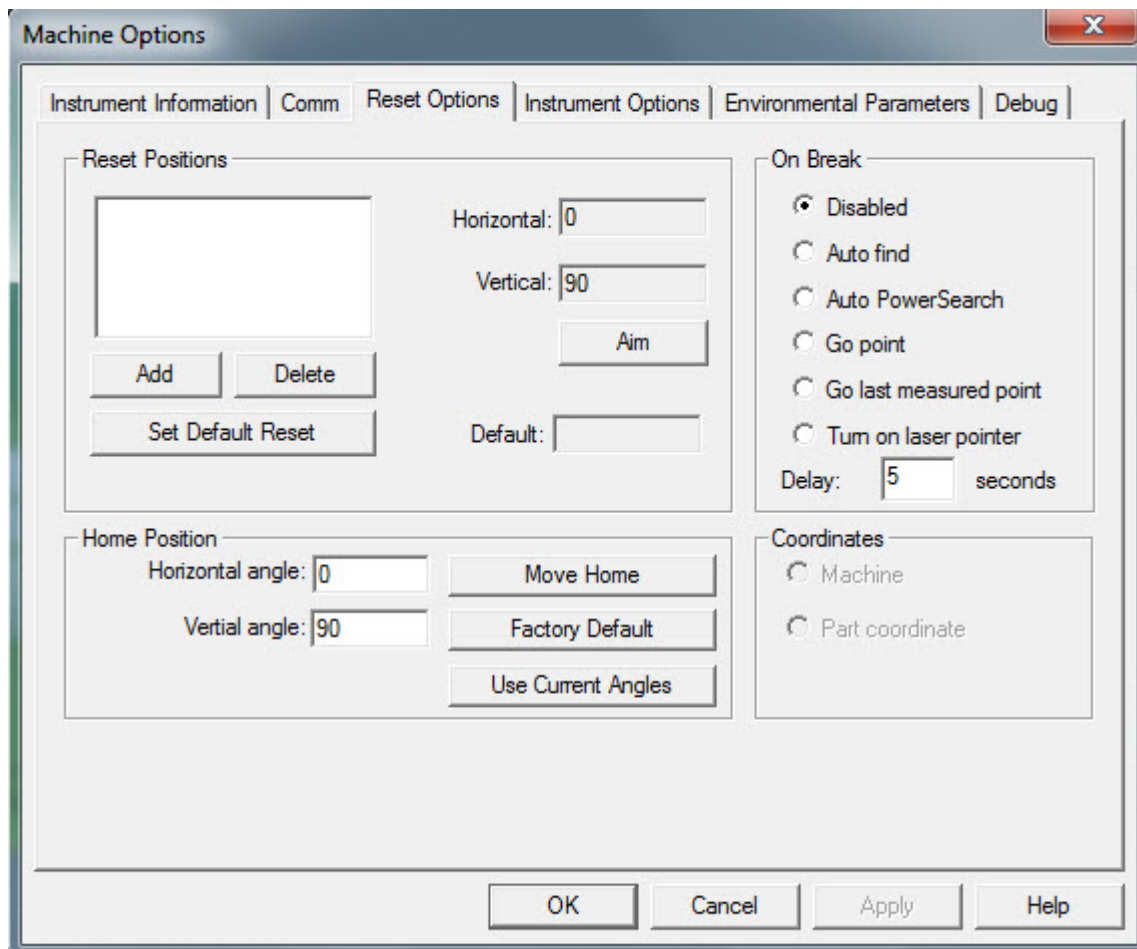 Machine Options
Instrument Information Comm Reset Options Instrument Options Environmental Parameters Debug
Reset Positions
Horizontal: 0
Vertical: 90
Aim
Add Delete
Set Default Reset Default:
On Break
Disabled
Auto find
Auto PowerSearch
Go point
Go last measured point
Turn on laser pointer
Delay: 5 seconds
Home Position
Horizontal angle: 0 Move Home
Vertial angle: 90 Factory Default
Use Current Angles
Coordinates
Machine
Part coordinate
OK Cancel Apply Help